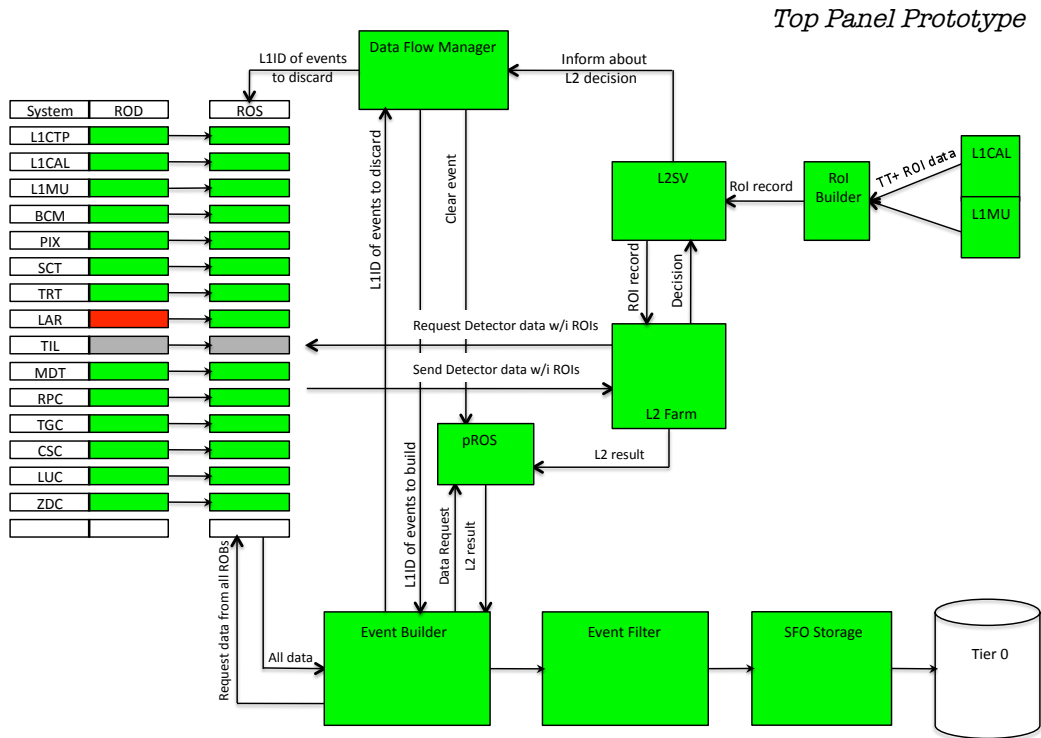 Top Panel Prototype
Data Flow Manager
L1ID of events
to discard
Inform about
L2 decision
System ROD ROS
L1CTP
L1CAL
L1MU
BCM
PIX
SCT
TRT
LAR
TIL
MDT
RPC
TGC
CSC
LUC
ZDC
L1ID of events to discard
Clear event
L2SV
RoI record
RoI
Builder
TT+ ROI data
L1CAL
L1MU
ROI record
Decision
Request Detector data w/i ROIs
Send Detector data w/i ROIs
L2 Farm
pROS
L2 result
L1ID of events to build
Data Request
L2 result
Request data from all ROBs
All data
Event Builder
Event Filter
SFO Storage
Tier 0